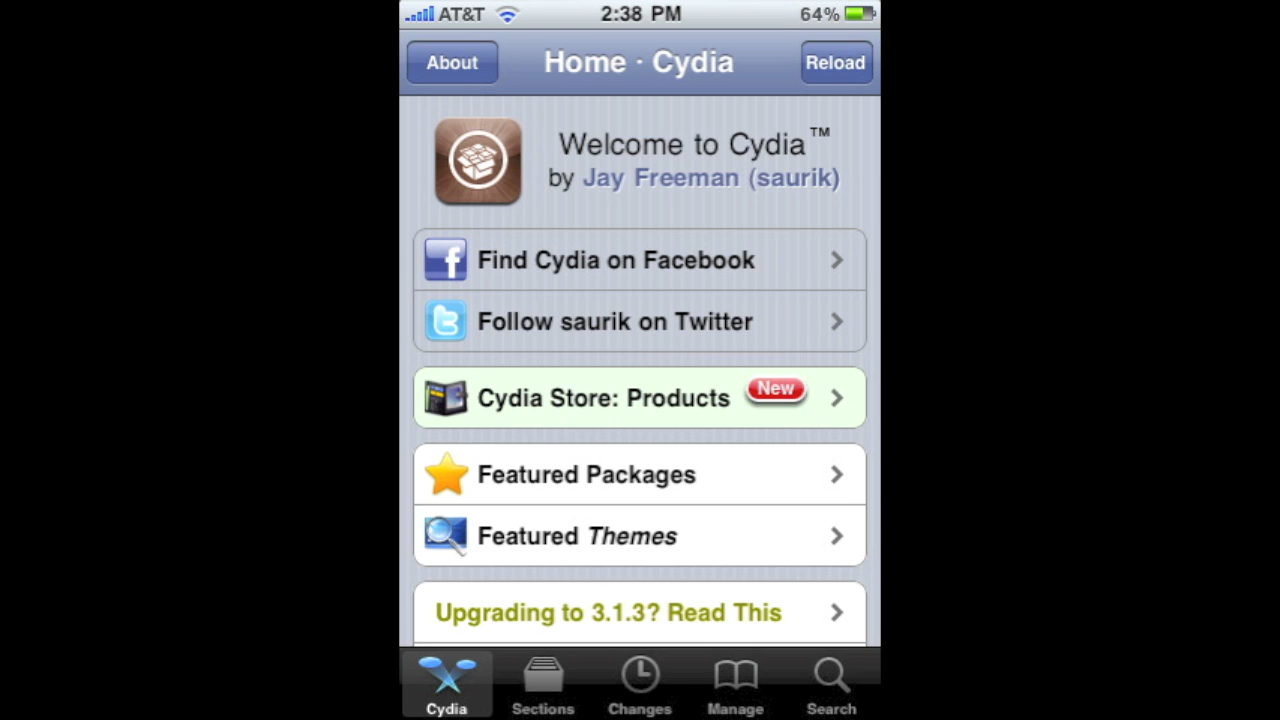 AT&T 2:38 PM 64%
About Home · Cydia Reload
Welcome to Cydia™
by Jay Freeman (saurik)
Find Cydia on Facebook
Follow saurik on Twitter
Cydia Store: Products New
Featured Packages
Featured Themes
Upgrading to 3.1.3? Read This
Cydia Sections Changes Manage Search